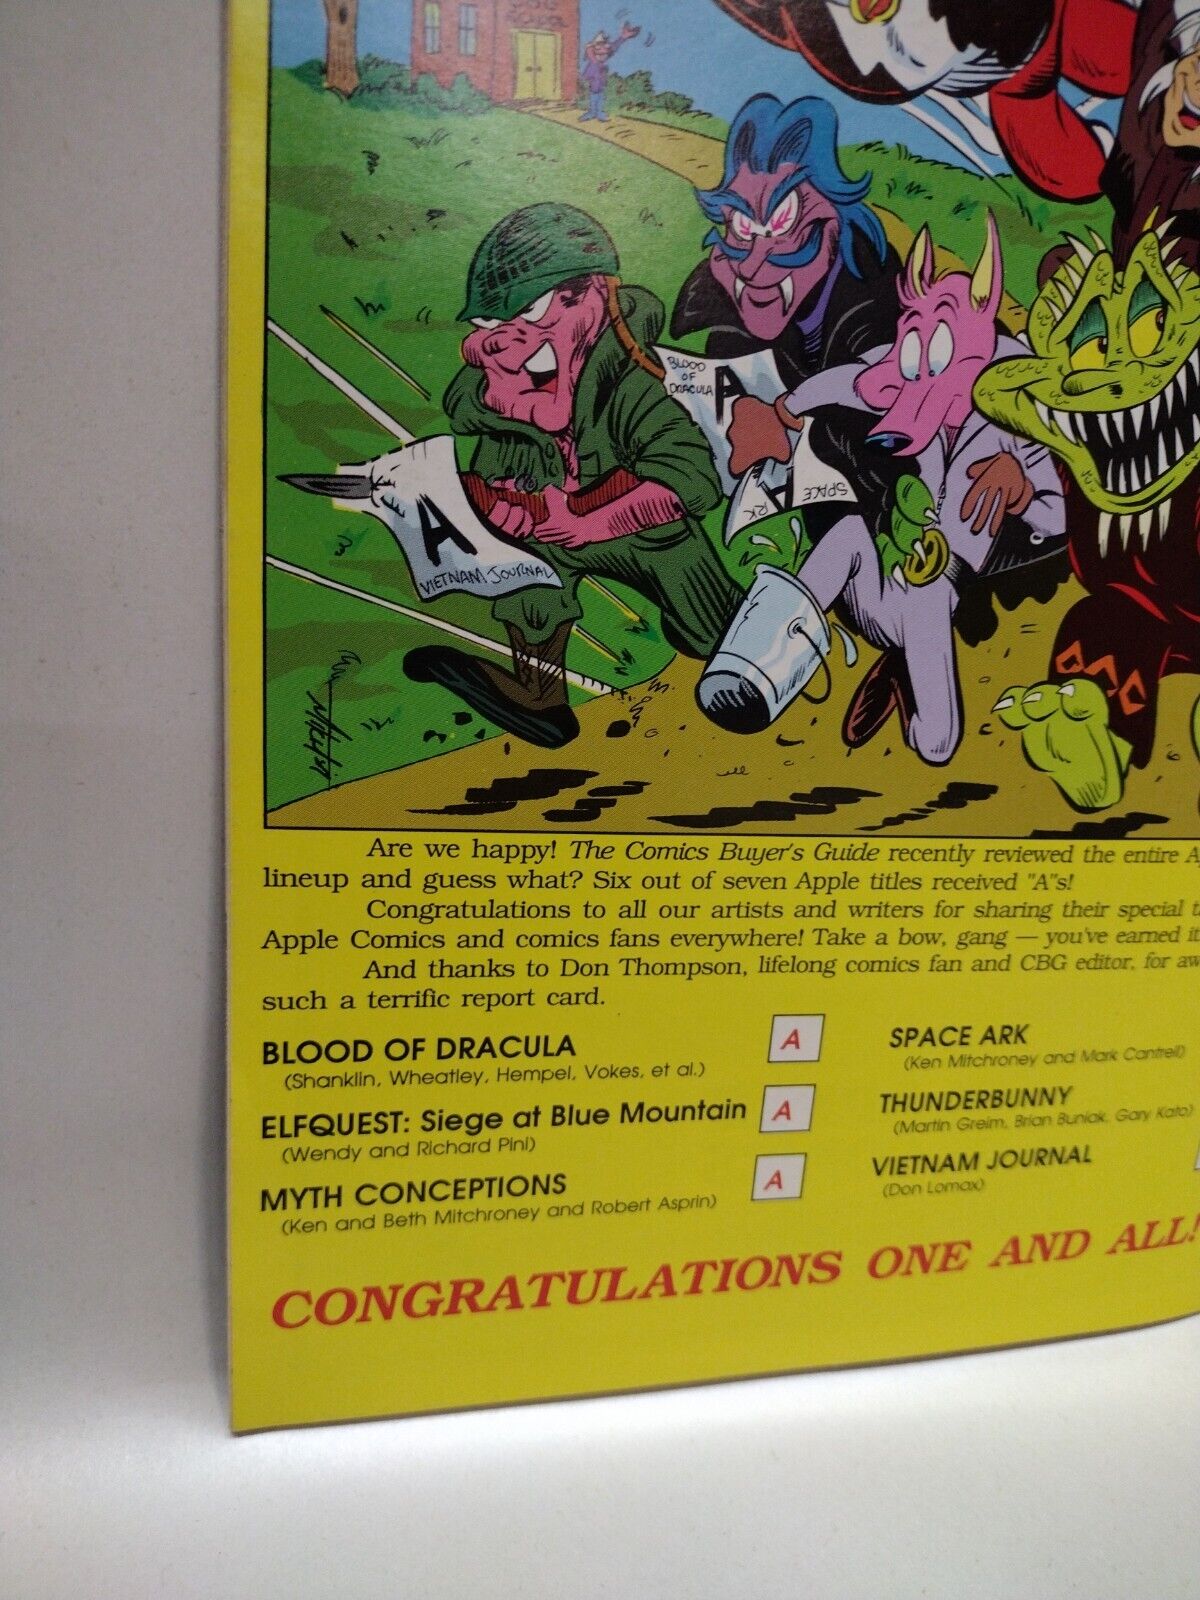 SCHOOL
BLOOD
OF
DRACULA
A
A
VIETNAM JOURNAL
A
SPACE
RK
Are we happy! The Comics Buyer's Guide recently reviewed the entire A
lineup and guess what? Six out of seven Apple titles received "A"s!
Congratulations to all our artists and writers for sharing their special
Apple Comics and comics fans everywhere! Take a bow, gang — you've earned it
And thanks to Don Thompson, lifelong comics fan and CBG editor, for aw
such a terrific report card.
BLOOD OF DRACULA A
(Shanklin, Wheatley, Hempel, Vokes, et al.)
ELFQUEST: Siege at Blue Mountain A
(Wendy and Richard Pini)
MYTH CONCEPTIONS A
(Ken and Beth Mitchroney and Robert Asprin)
SPACE ARK
(Ken Mitchroney and Mark Cantrell)
THUNDERBUNNY
(Martin Greim, Brian Buniak, Gary Kato)
VIETNAM JOURNAL
(Don Lomax)
CONGRATULATIONS ONE AND ALL!